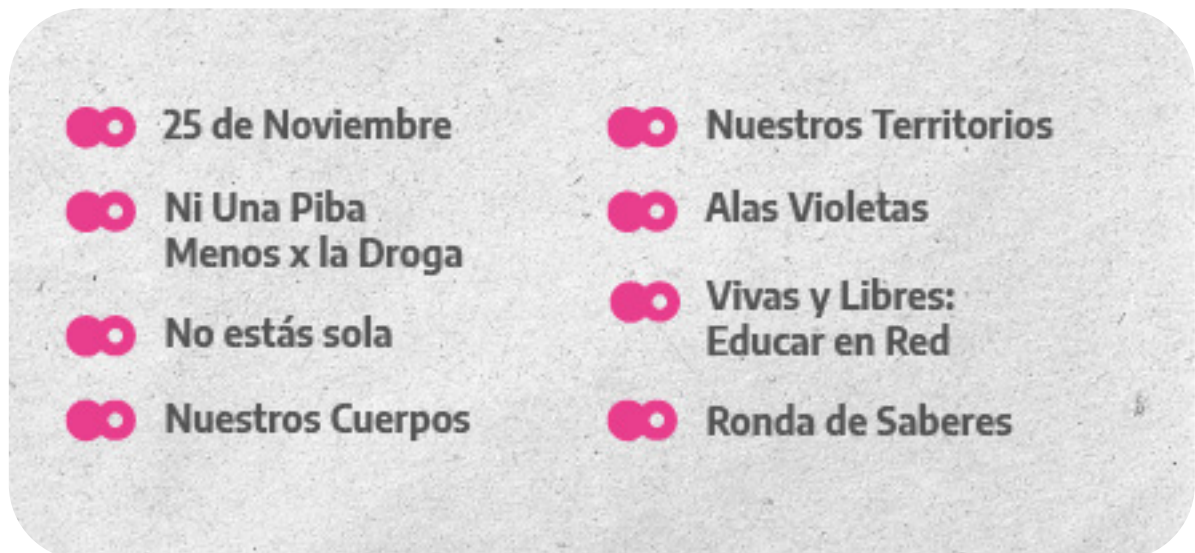 25 de Noviembre
Ni Una Piba
Menos x la Droga
No estás sola
Nuestros Cuerpos
Nuestros Territorios
Alas Violetas
Vivas y Libres:
Educar en Red
Ronda de Saberes